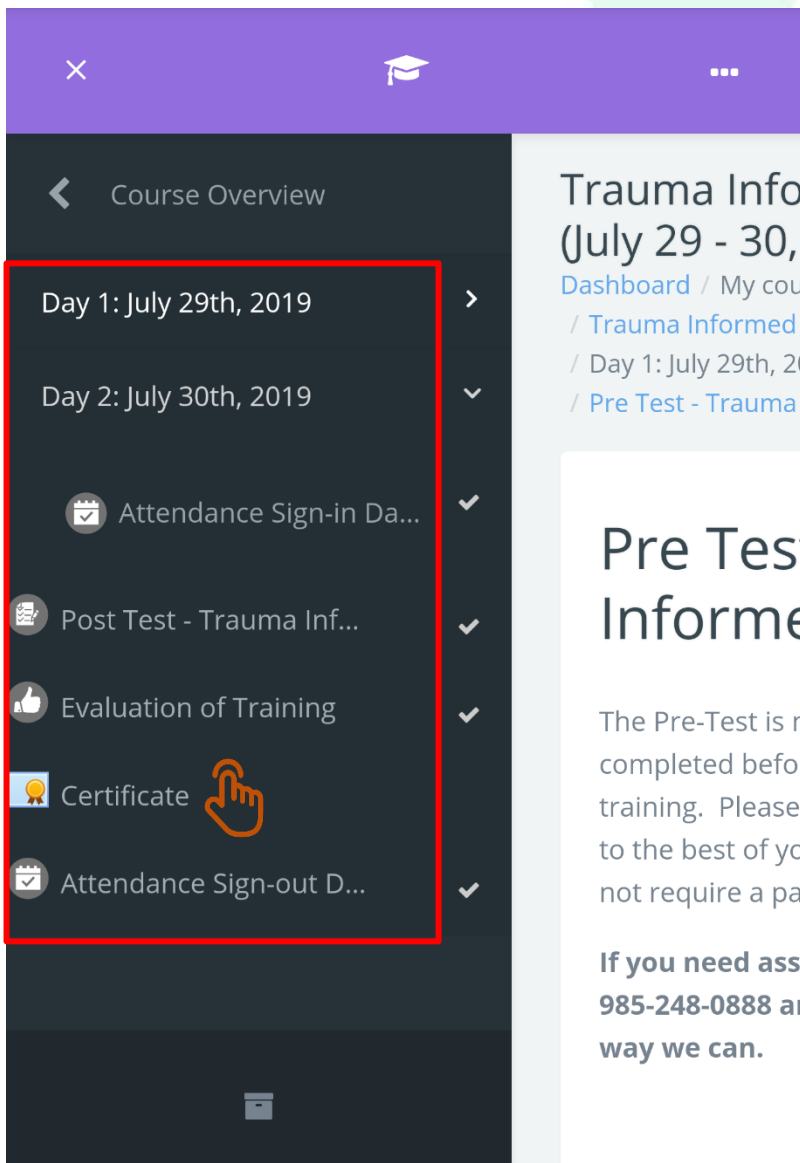 Course Overview
Day 1: July 29th, 2019
Day 2: July 30th, 2019
Attendance Sign-in Da...
Post Test - Trauma Inf...
Evaluation of Training
Certificate
Attendance Sign-out D...
Trauma Info
(July 29 - 30,
Dashboard / My cou
/ Trauma Informed
/ Day 1: July 29th, 20
/ Pre Test - Trauma
Pre Tes
Informe
The Pre-Test is
completed befo
training.  Please
to the best of yo
not require a pa
If you need ass
985-248-0888 a
way we can.